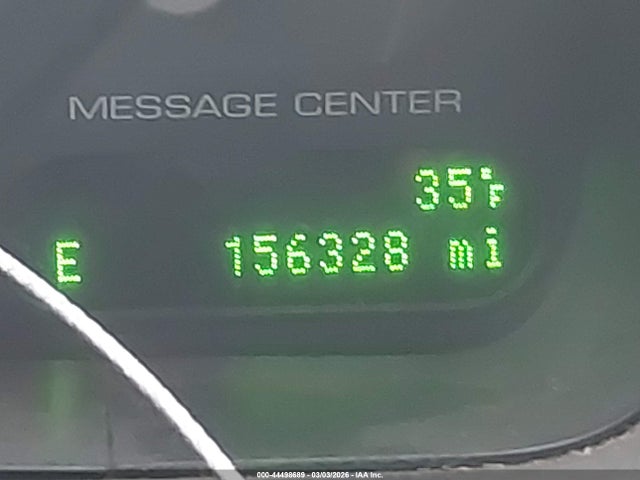 MESSAGE CENTER
35°F
E 156328 mi
000-44498689 - 03/03/2026 - IAA Inc.